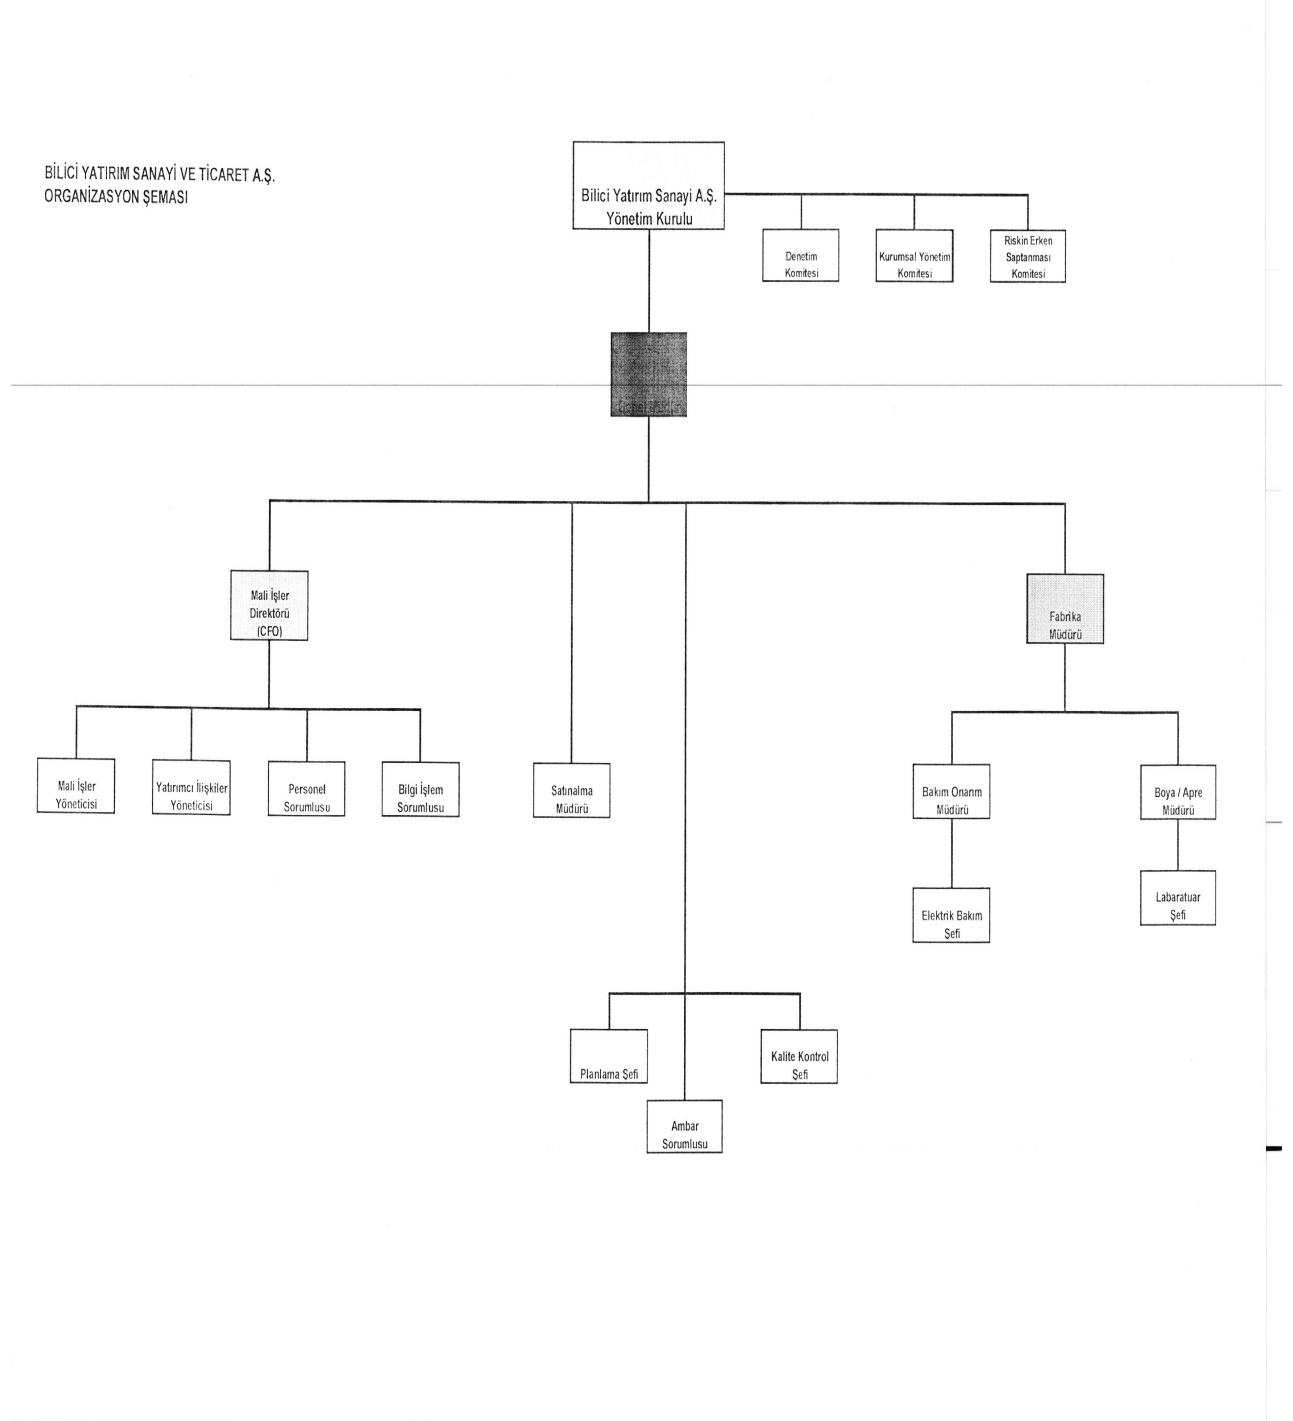 BİLİCİ YATIRIM SANAYİ VE TİCARET A.Ş.
ORGANİZASYON ŞEMASI
Bilici Yatırım Sanayi A.Ş.
Yönetim Kurulu
Denetim
Komitesi
Kurumsal Yönetim
Komitesi
Riskin Erken
Saptanması
Komitesi
Mali İşler
Direktörü
(CFO)
Fabrika
Müdürü
Mali İşler
Yöneticisi
Yatırımcı İlişkiler
Yöneticisi
Personel
Sorumlusu
Bilgi İşlem
Sorumlusu
Satınalma
Müdürü
Bakım Onarım
Müdürü
Boya / Apre
Müdürü
Elektrik Bakım
Şefi
Labaratuar
Şefi
Planlama Şefi
Kalite Kontrol
Şefi
Ambar
Sorumlusu